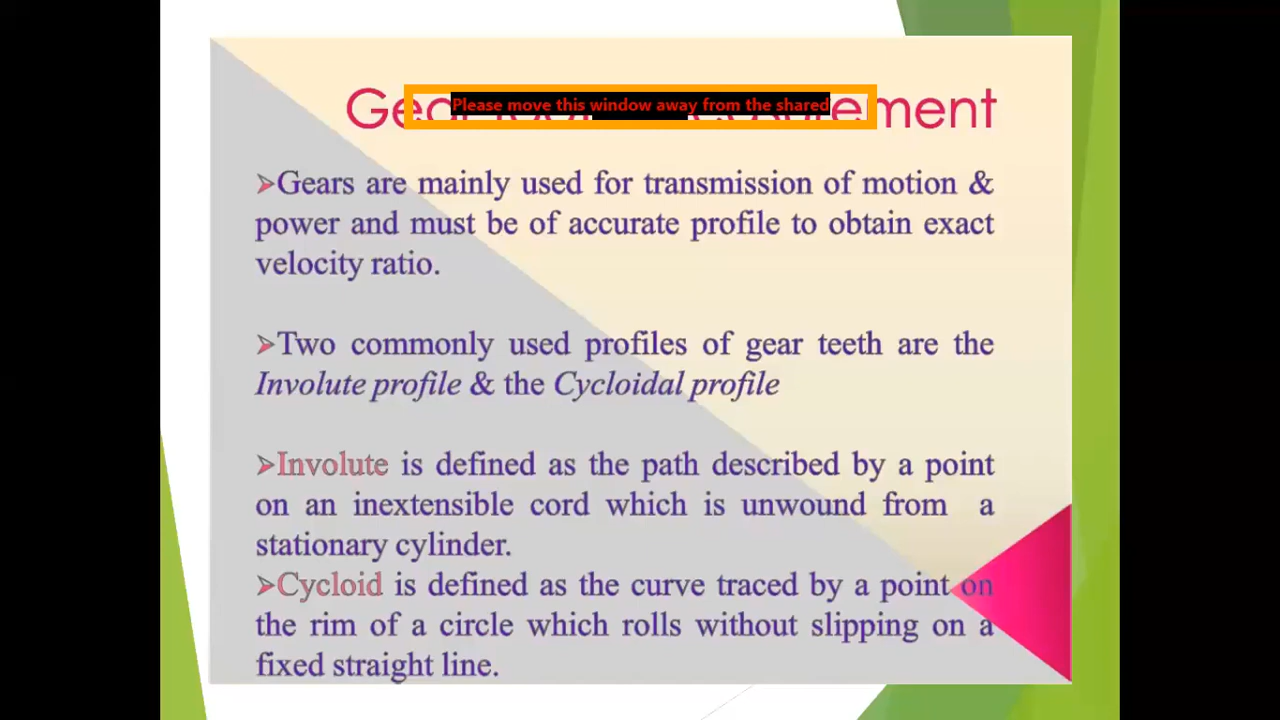 Please move this window away from the shared
ement
➢Gears are mainly used for transmission of motion &
power and must be of accurate profile to obtain exact
velocity ratio.
➢Two commonly used profiles of gear teeth are the
Involute profile & the Cycloidal profile
➢Involute is defined as the path described by a point
on an inextensible cord which is unwound from a
stationary cylinder.
➢Cycloid is defined as the curve traced by a point on
the rim of a circle which rolls without slipping on a
fixed straight line.